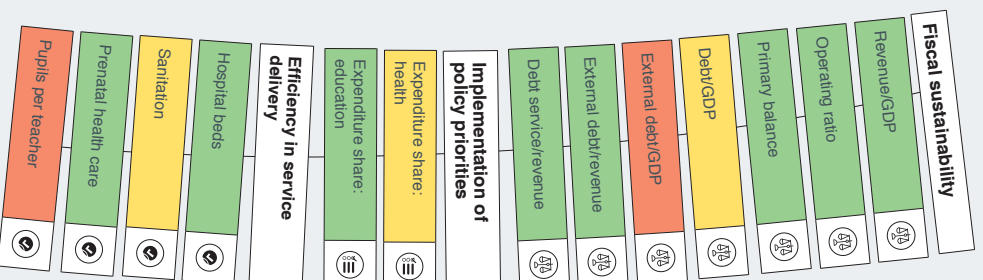 Pupils per teacher
Prenatal health care
Sanitation
Hospital beds
Efficiency in service
delivery
Expenditure share:
education
Expenditure share:
health
Implementation of
policy priorities
Debt service/revenue
External debt/revenue
External debt/GDP
Debt/GDP
Primary balance
Operating ratio
Revenue/GDP
Fiscal sustainability